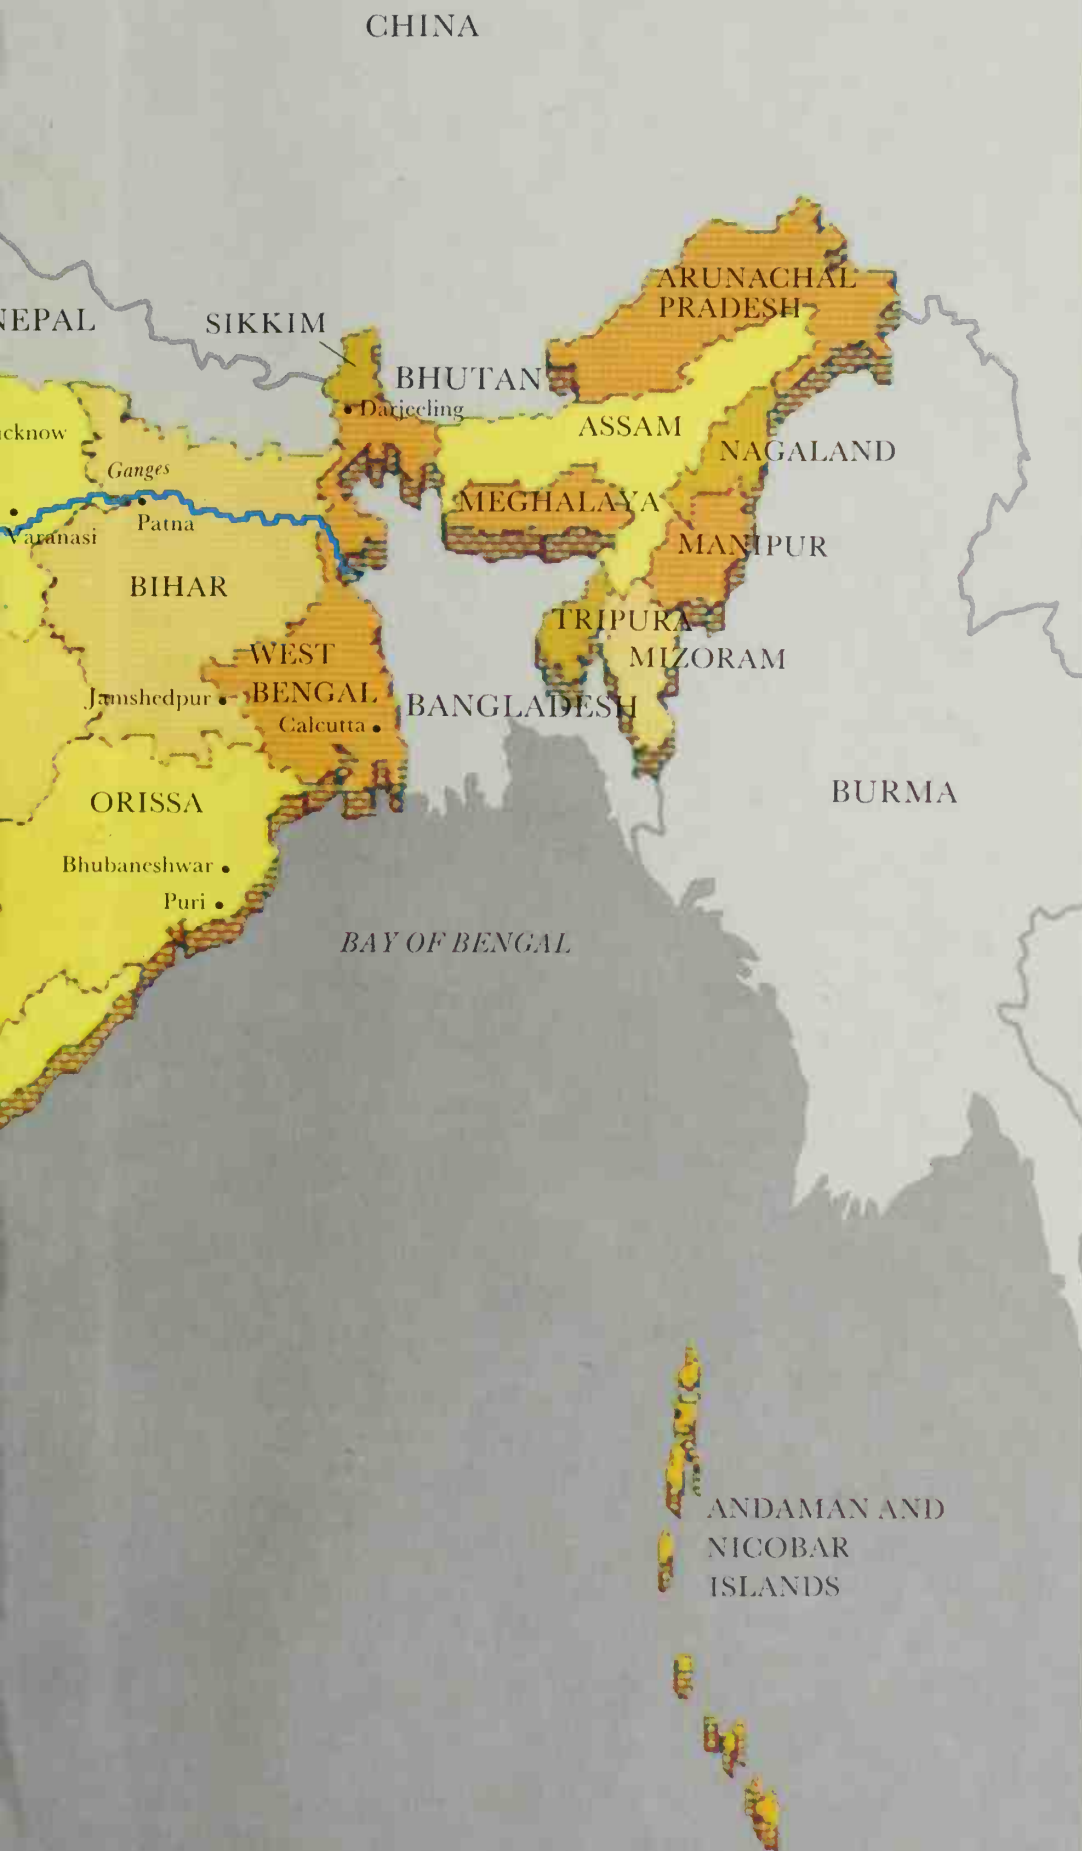 CHINA
ARUNACHAL
PRADESH
NEPAL
SIKKIM
BHUTAN
Darjeeling
ASSAM
cknow
NAGALAND
Ganges
MEGHALAYA
Patna
Varanasi
MANIPUR
BIHAR
TRIPURA
WEST
BENGAL
MIZORAM
Jamshedpur
BANGLADESH
Calcutta
BURMA
ORISSA
Bhubaneshwar
Puri
BAY OF BENGAL
ANDAMAN AND
NICOBAR
ISLANDS